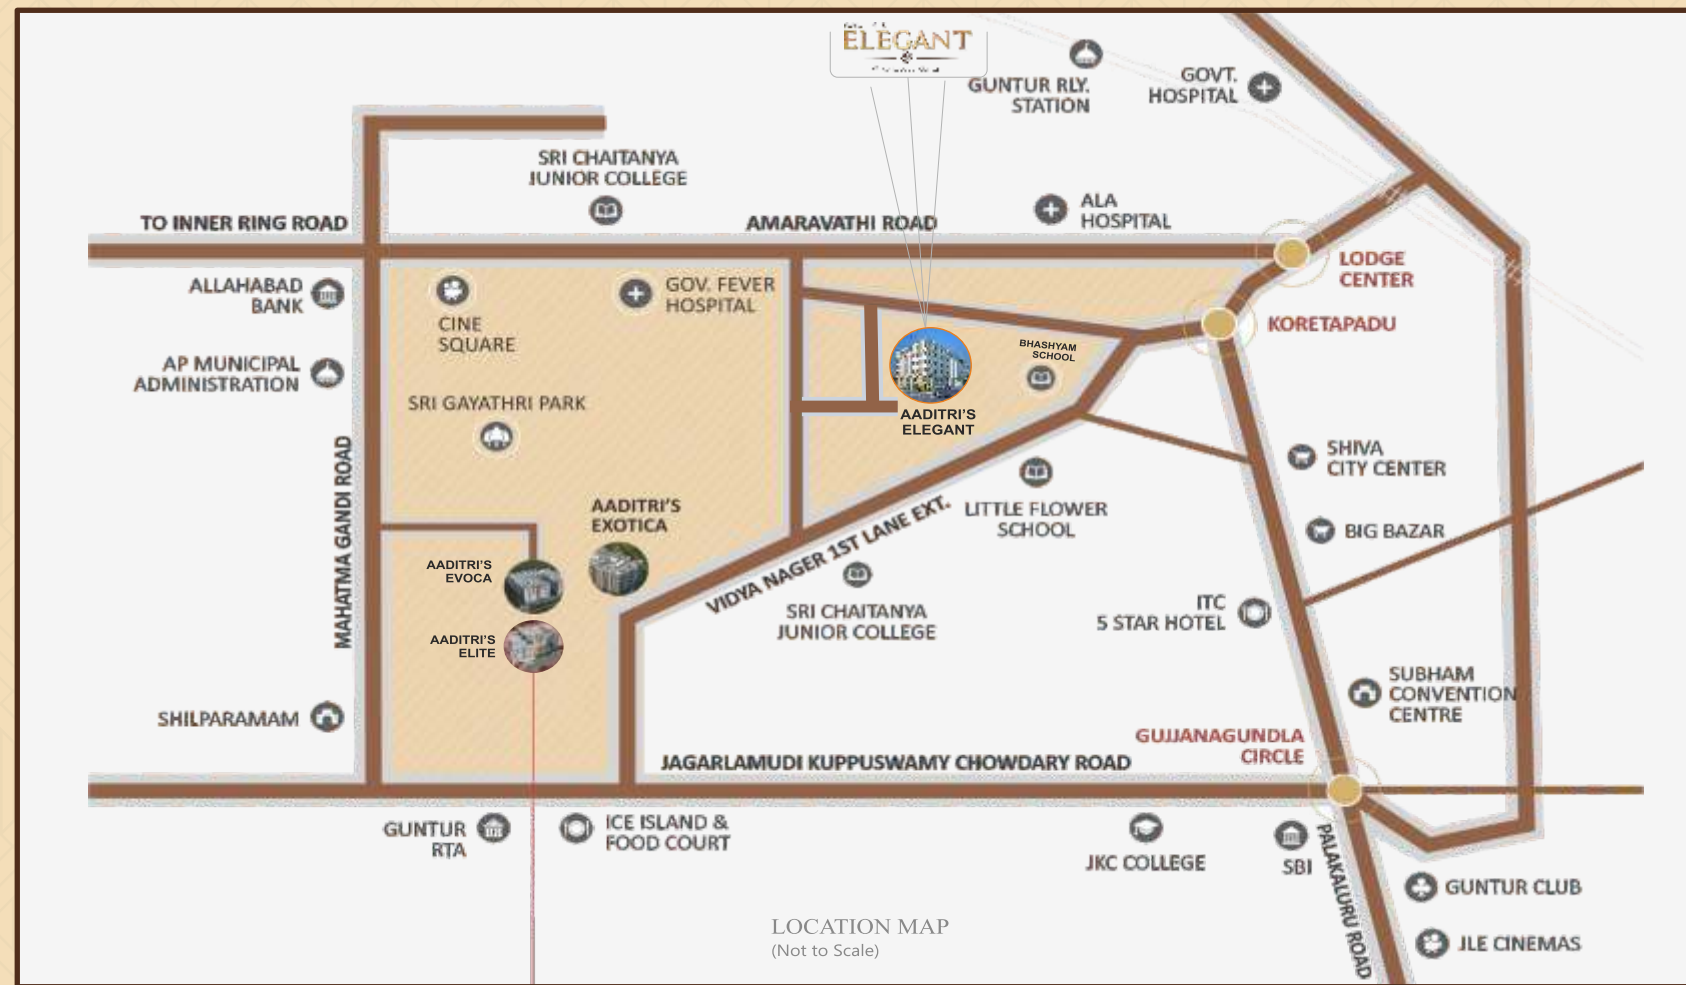 ELEGANT
GUNTUR RLY.
STATION
GOVT.
HOSPITAL
SRI CHAITANYA
JUNIOR COLLEGE
ALA
HOSPITAL
TO INNER RING ROAD
AMARAVATHI ROAD
LODGE
CENTER
ALLAHABAD
BANK
CINE
SQUARE
GOV. FEVER
HOSPITAL
KORETAPADU
BHASHYAM
SCHOOL
AP MUNICIPAL
ADMINISTRATION
SRI GAYATHRI PARK
AADITRI'S
ELEGANT
MAHATMA GANDI ROAD
SHIVA
CITY CENTER
AADITRI'S
EXOTICA
LITTLE FLOWER
SCHOOL
BIG BAZAR
VIDYA NAGER 1ST LANE EXT.
AADITRI'S
EVOCA
SRI CHAITANYA
JUNIOR COLLEGE
ITC
5 STAR HOTEL
AADITRI'S
ELITE
SUBHAM
CONVENTION
CENTRE
SHILPARAMAM
GUJJANAGUNDLA
CIRCLE
JAGARLAMUDI KUPPUSWAMY CHOWDARY ROAD
GUNTUR
RTA
ICE ISLAND &
FOOD COURT
JKC COLLEGE
SBI
PALAKALURU ROAD
GUNTUR CLUB
JLE CINEMAS
LOCATION MAP
(Not to Scale)